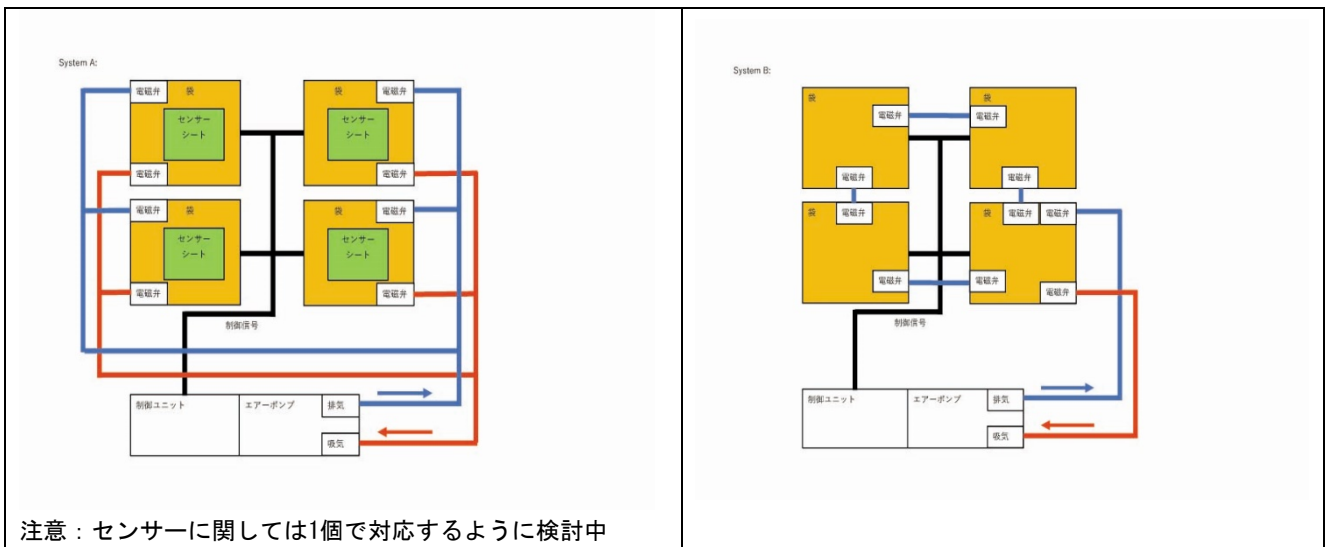 System A:
電磁弁 袋
袋 電磁弁
センサー
シート
センサー
シート
電磁弁
電磁弁
電磁弁 袋
袋 電磁弁
センサー
シート
センサー
シート
電磁弁
電磁弁
制御信号
制御ユニット
エアーポンプ
排気
吸気
注意：センサーに関しては1個で対応するように検討中
System B:
袋
袋
電磁弁
電磁弁
電磁弁
電磁弁
袋 電磁弁
袋 電磁弁 電磁弁
電磁弁
電磁弁
電磁弁
制御信号
制御ユニット
エアーポンプ
排気
吸気